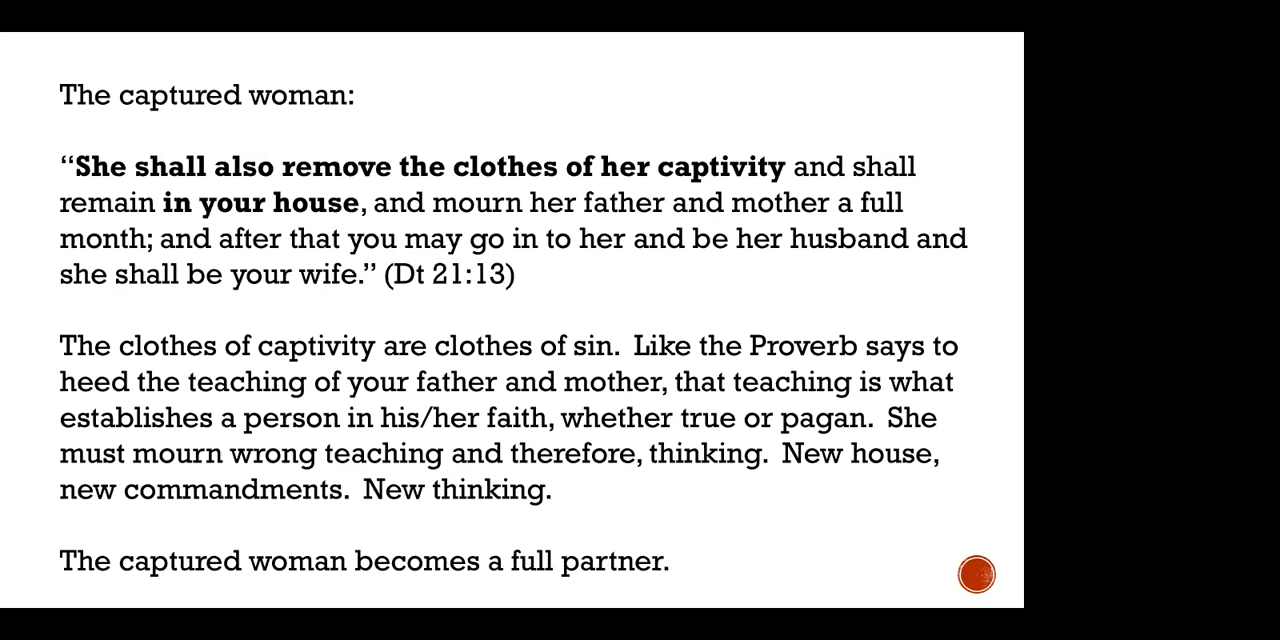 The captured woman:
“She shall also remove the clothes of her captivity and shall
remain in your house, and mourn her father and mother a full
month; and after that you may go in to her and be her husband and
she shall be your wife.” (Dt 21:13)
The clothes of captivity are clothes of sin.  Like the Proverb says to
heed the teaching of your father and mother, that teaching is what
establishes a person in his/her faith, whether true or pagan.  She
must mourn wrong teaching and therefore, thinking.  New house,
new commandments.  New thinking.
The captured woman becomes a full partner.